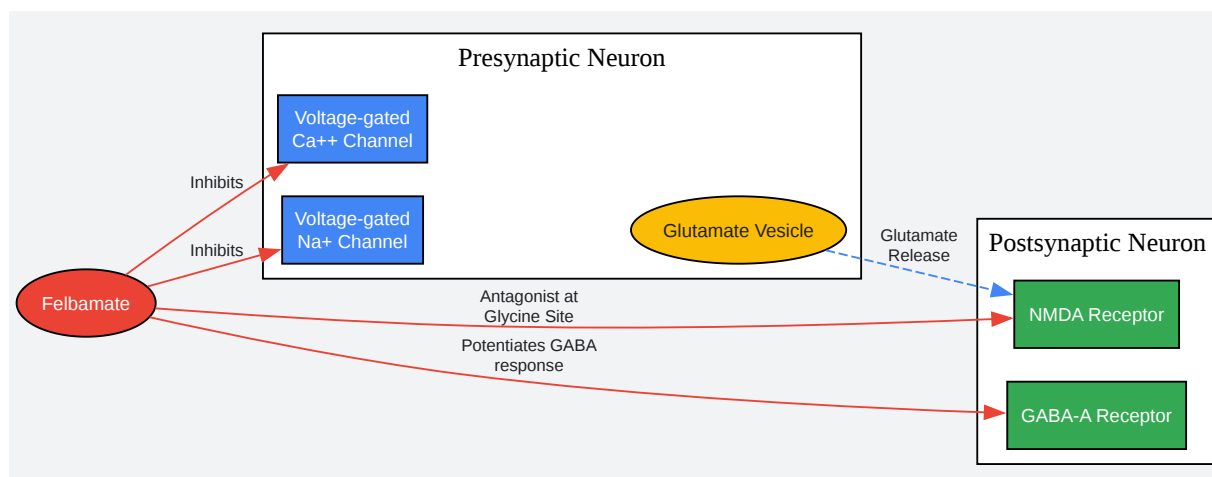 Presynaptic Neuron
Voltage-gated
Ca++ Channel
Inhibits
Voltage-gated
Na+ Channel
Inhibits
Glutamate Vesicle
Glutamate
Release
Postsynaptic Neuron
Felbamate
Antagonist at
Glycine Site
NMDA Receptor
Potentiates GABA
response
GABA-A Receptor